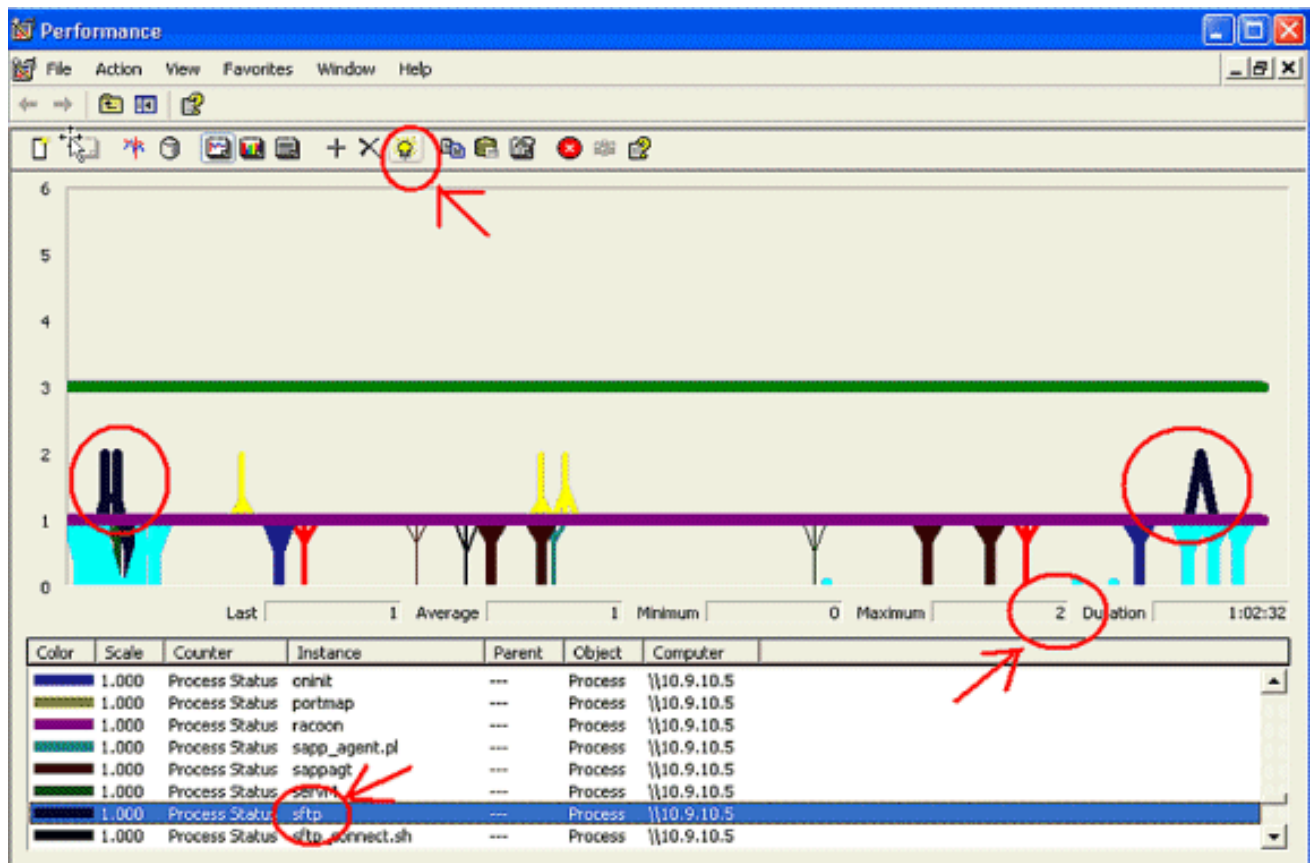 Performance
File Action View Favorites Window Help
6
5
4
3
2
1
0
Last 1 Average 1 Minimum 0 Maximum 2 Duration 1:02:32
Color Scale Counter Instance Parent Object Computer
1.000 Process Status oninit --- Process \\10.9.10.5
1.000 Process Status portmap --- Process \\10.9.10.5
1.000 Process Status racoon --- Process \\10.9.10.5
1.000 Process Status sapp_agent.pl --- Process \\10.9.10.5
1.000 Process Status sappagt --- Process \\10.9.10.5
1.000 Process Status servM --- Process \\10.9.10.5
1.000 Process Status sftp --- Process \\10.9.10.5
1.000 Process Status sftp_connect.sh --- Process \\10.9.10.5